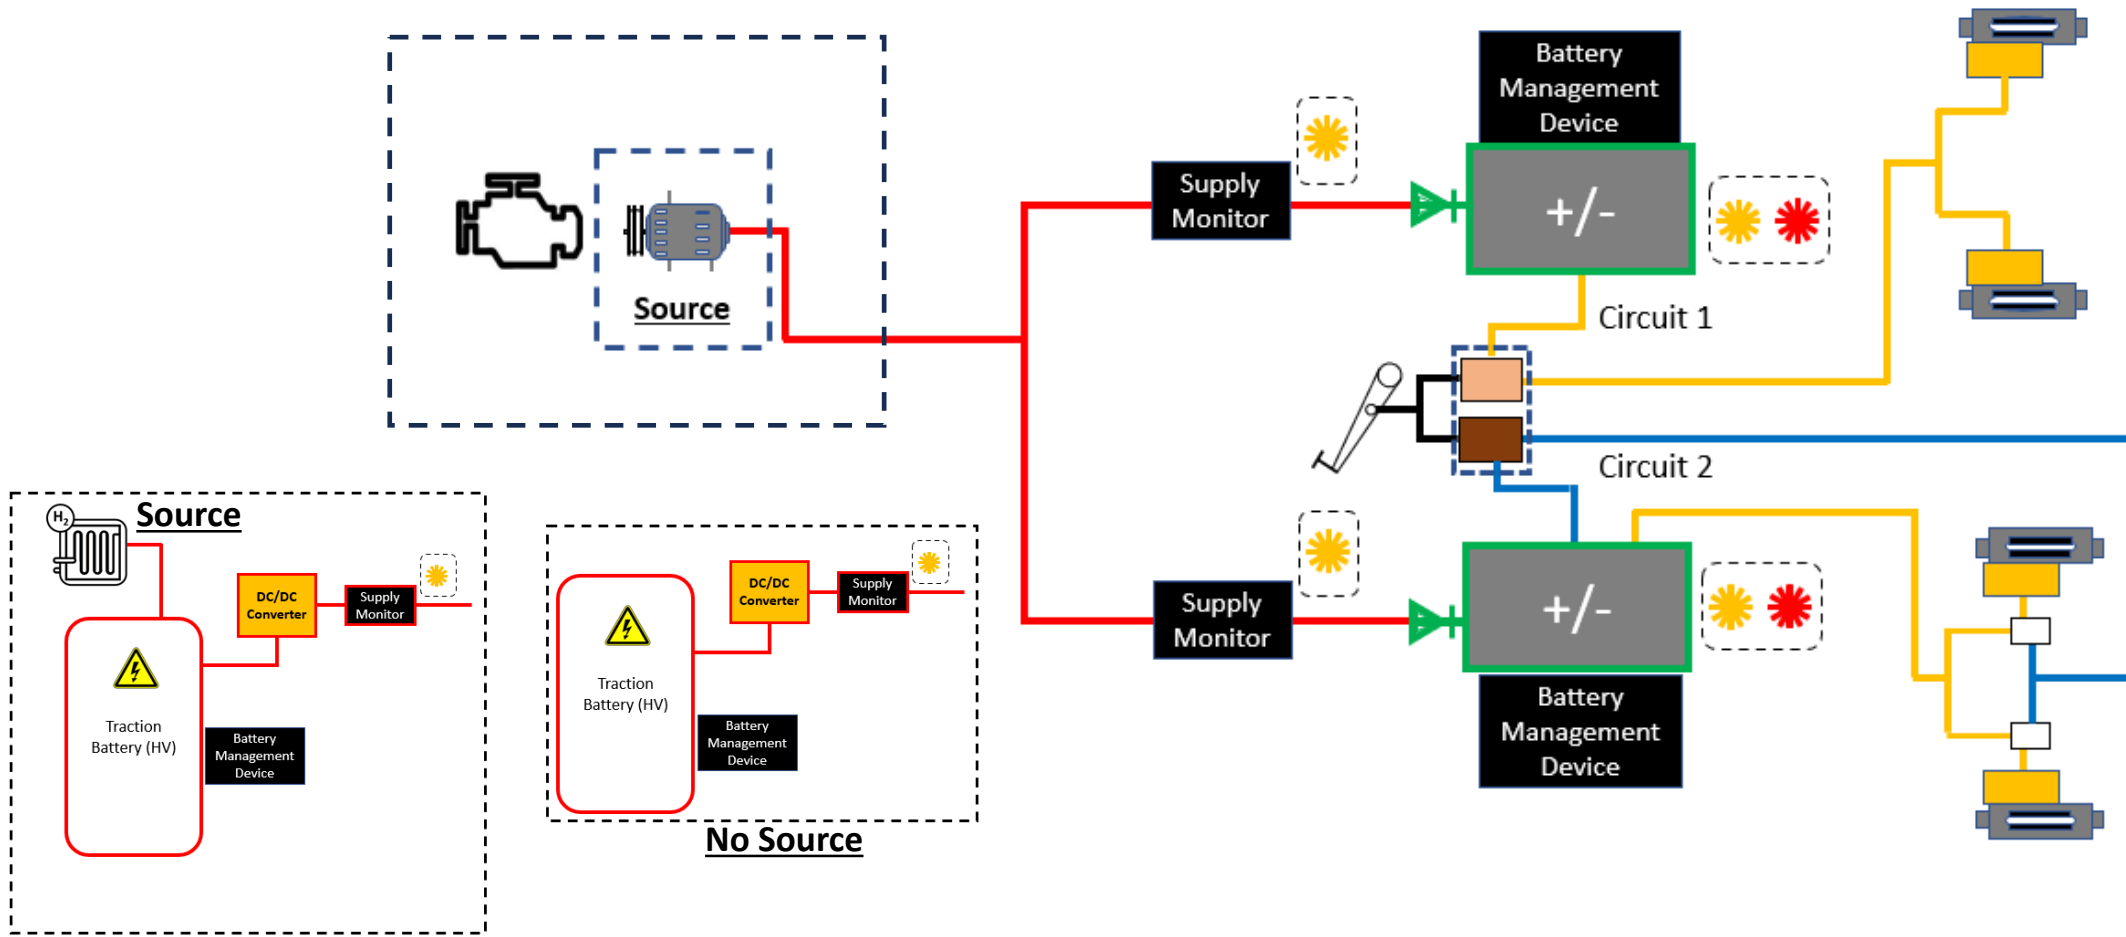 Battery
Management
Device
Supply
Monitor
+/-
Source
Circuit 1
Circuit 2
Supply
Monitor
+/-
Battery
Management
Device
H2
Source
DC/DC
Converter
Supply
Monitor
Traction
Battery (HV)
Battery
Management
Device
DC/DC
Converter
Supply
Monitor
Traction
Battery (HV)
Battery
Management
Device
No Source